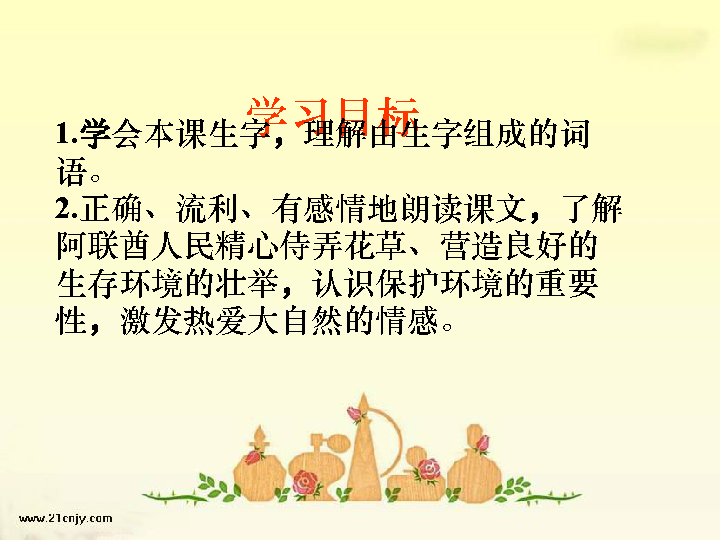 学习目标
1.学会本课生字，理解由生字组成的词
语。
2.正确、流利、有感情地朗读课文，了解
阿联酋人民精心侍弄花草、营造良好的
生存环境的壮举，认识保护环境的重要
性，激发热爱大自然的情感。
www.21cnjy.com